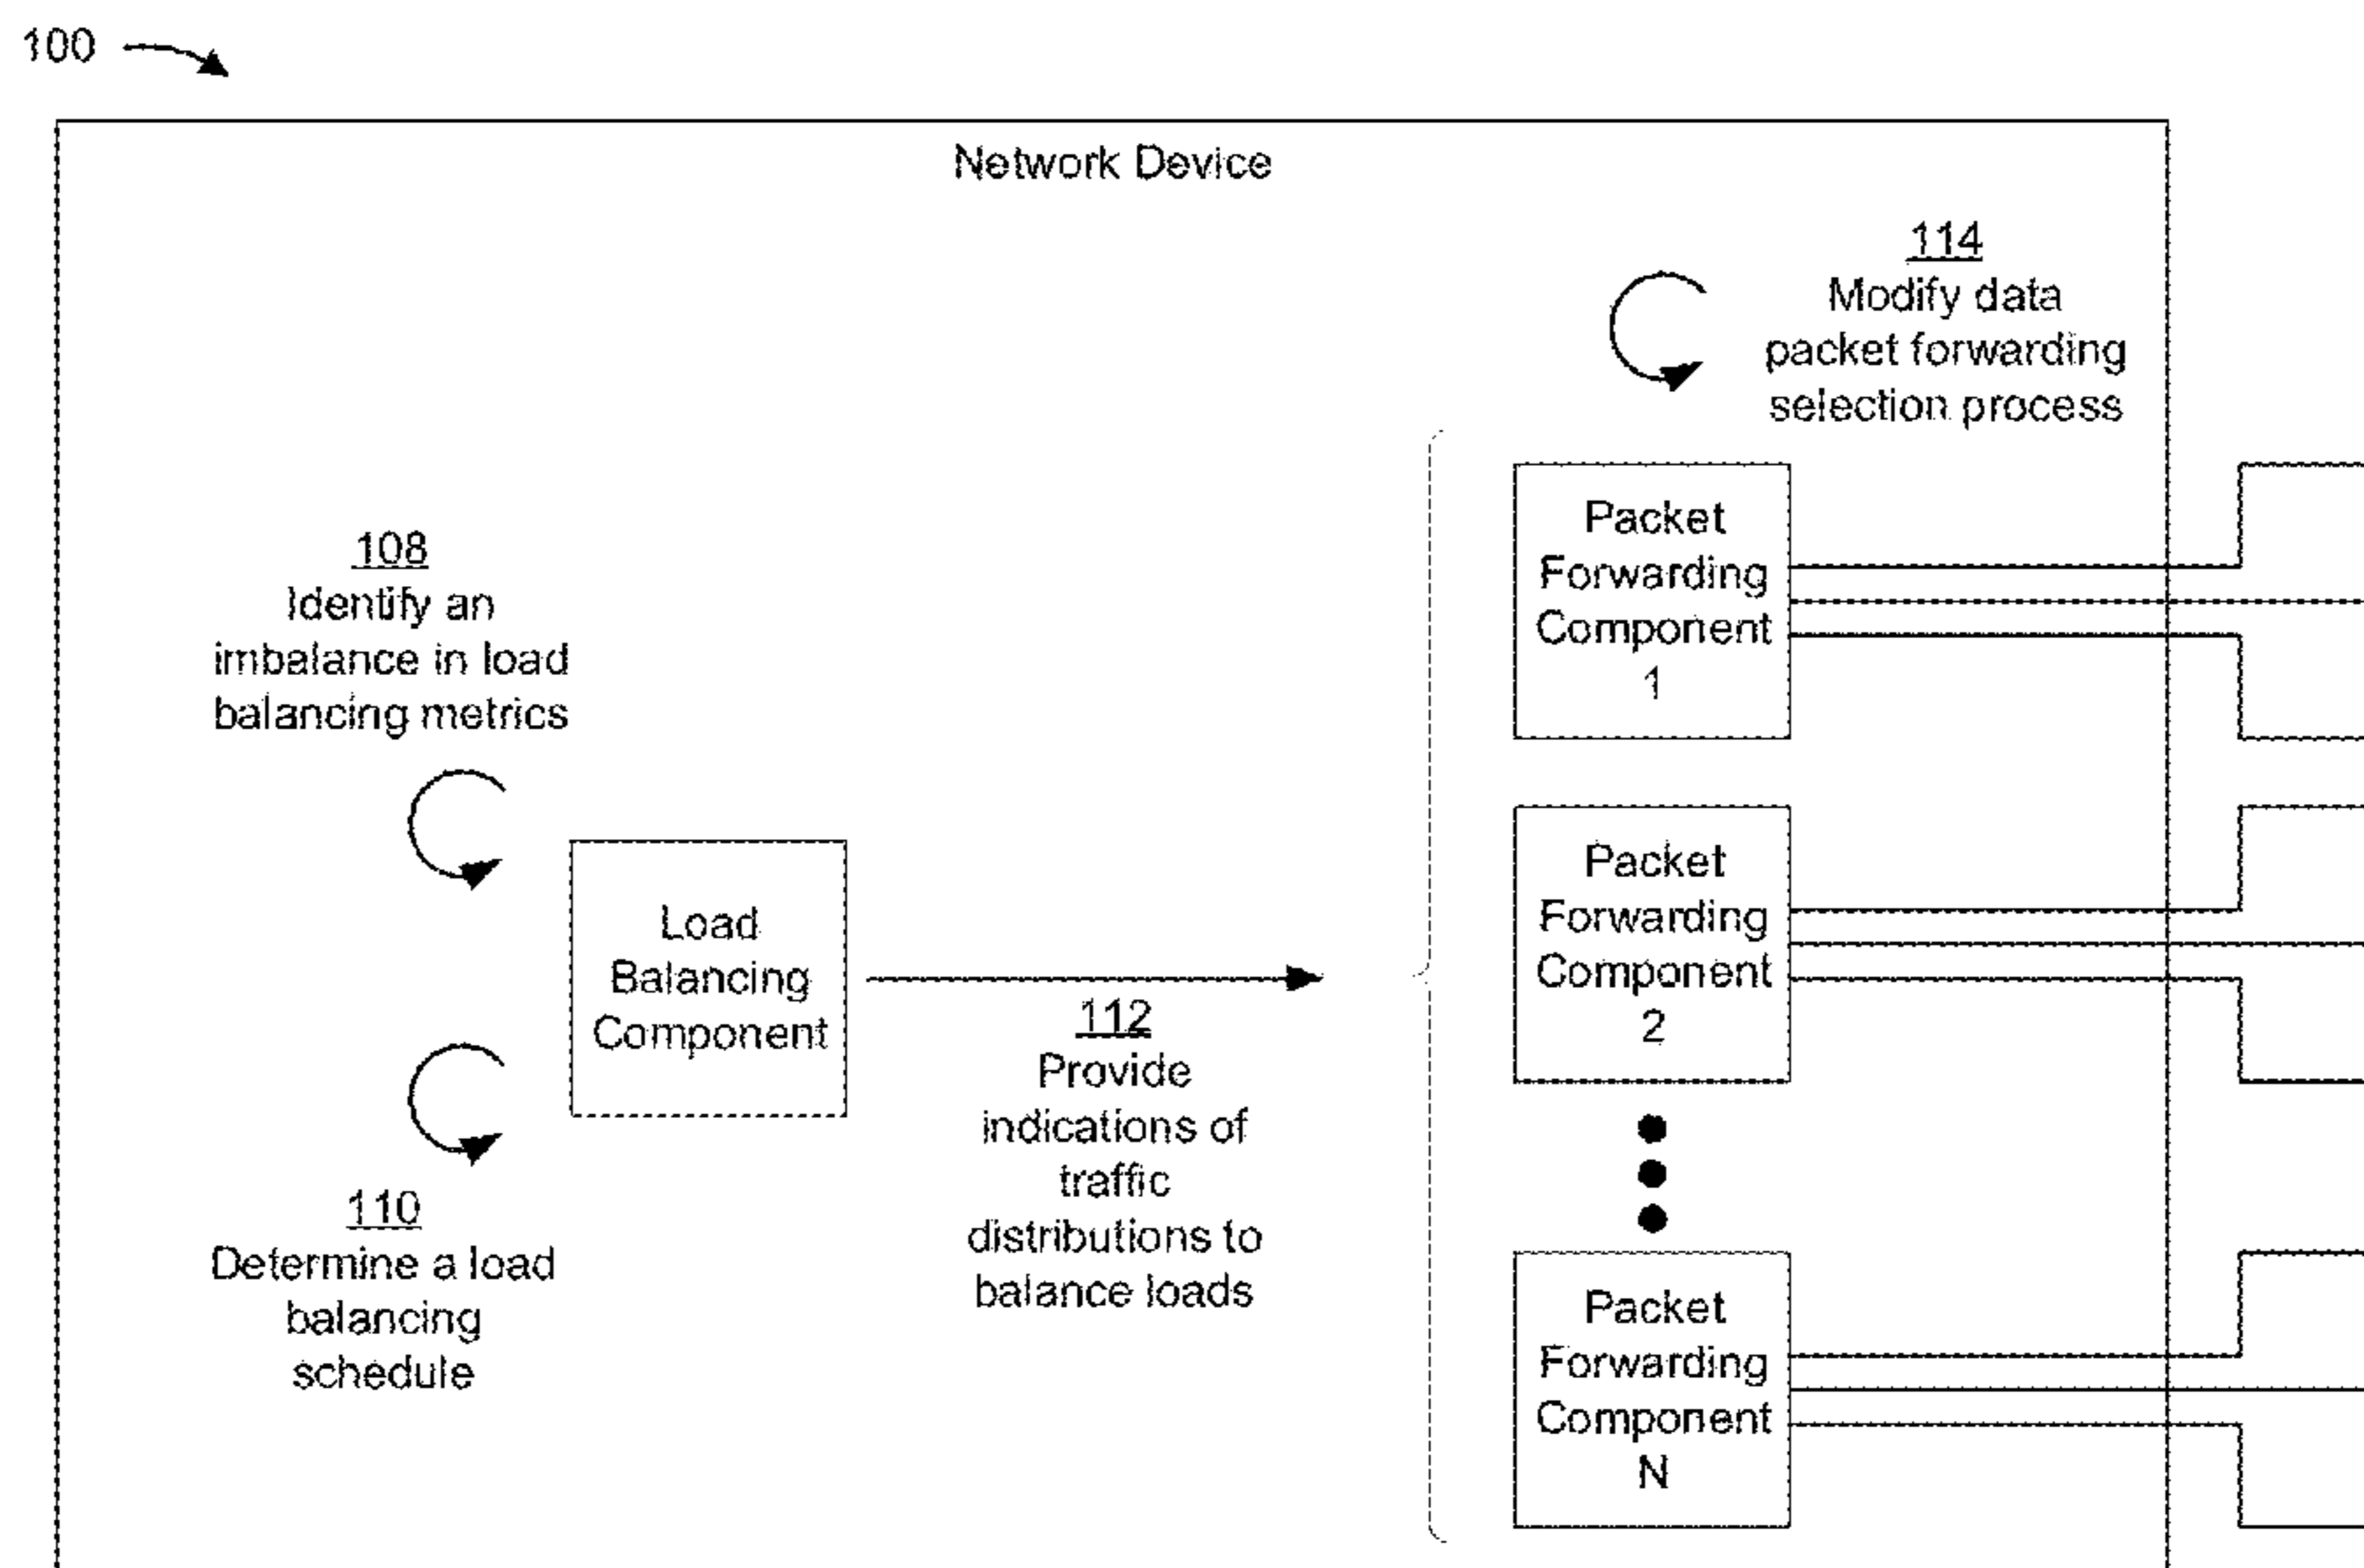 100
Network Device
114
Modify data
packet forwarding
selection process
108
Identify an
imbalance in load
balancing metrics
Load
Balancing
Component
110
Determine a load
balancing
schedule
112
Provide
indications of
traffic
distributions to
balance loads
Packet
Forwarding
Component
1
Packet
Forwarding
Component
2
Packet
Forwarding
Component
N